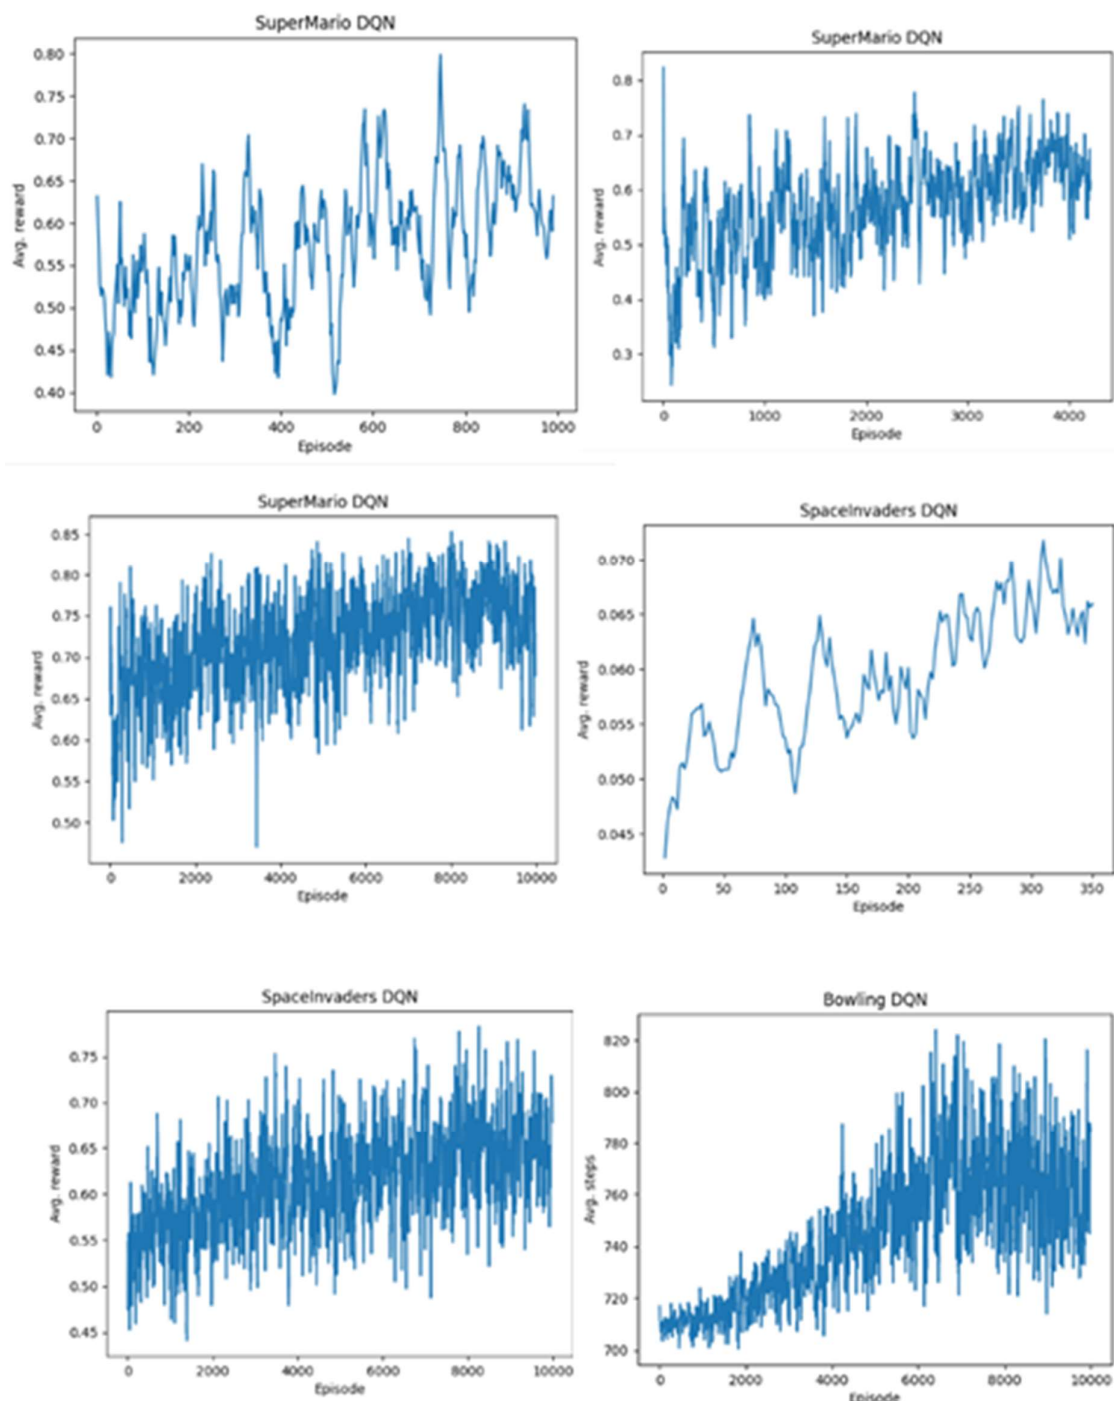 SuperMario DQN
0.80
0.75
0.70
0.65
0.60
0.55
0.50
0.45
0.40
Avg. reward
0 200 400 600 800 1000
Episode
SuperMario DQN
0.8
0.7
0.6
0.5
0.4
0.3
Avg. reward
0 1000 2000 3000 4000
Episode
SuperMario DQN
0.85
0.80
0.75
0.70
0.65
0.60
0.55
0.50
Avg. reward
0 2000 4000 6000 8000 10000
Episode
SpaceInvaders DQN
0.070
0.065
0.060
0.055
0.050
0.045
Avg. reward
0 50 100 150 200 250 300 350
Episode
SpaceInvaders DQN
0.75
0.70
0.65
0.60
0.55
0.50
0.45
Avg. reward
0 2000 4000 6000 8000 10000
Episode
Bowling DQN
820
800
780
760
740
720
700
Avg. steps
0 2000 4000 6000 8000 10000
Episode